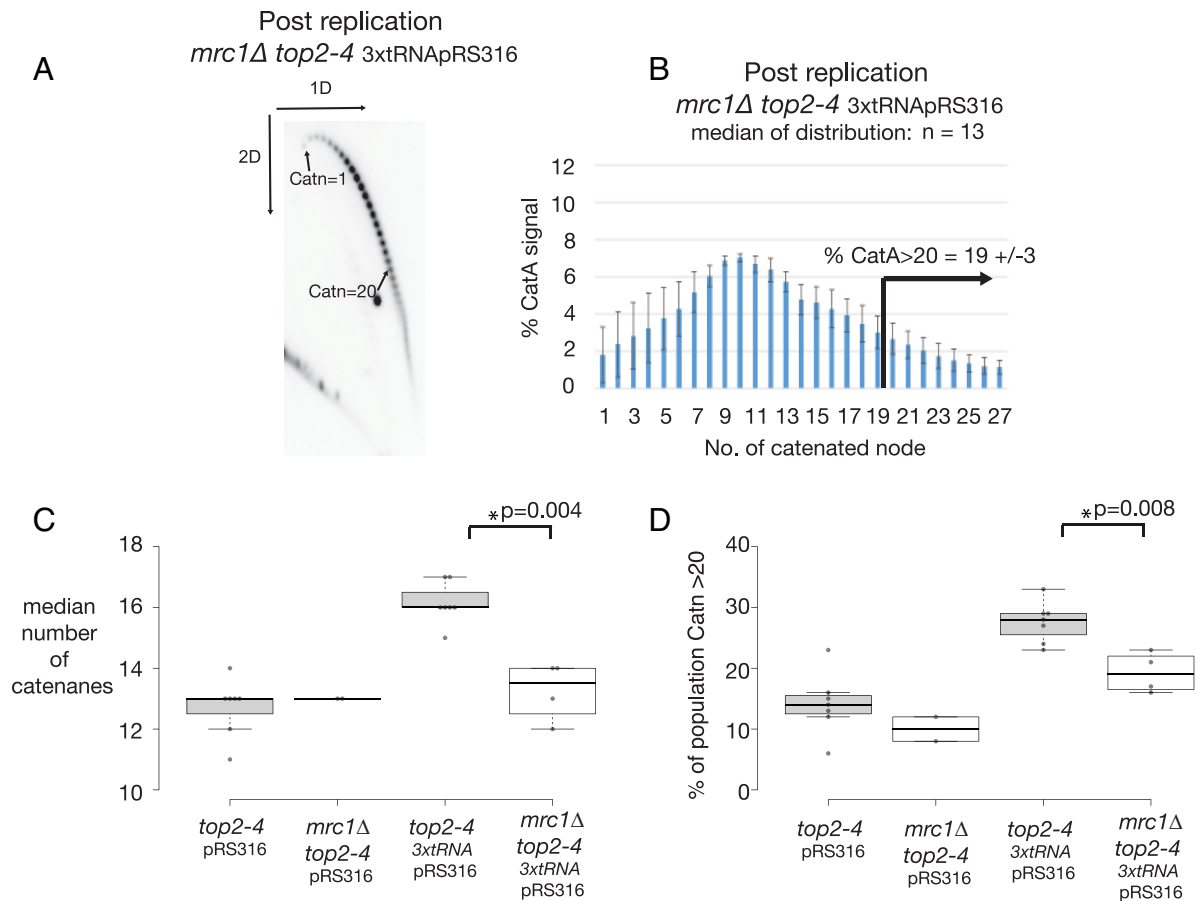 A
Post replication
mrc1Δ top2-4 3xtRNApRS316
1D
2D
Catn=1
Catn=20
B
Post replication
mrc1Δ top2-4 3xtRNApRS316
median of distribution: n = 13
% CatA signal
12
10
8
6
4
2
0
% CatA>20 = 19 +/-3
1 3 5 7 9 11 13 15 17 19 21 23 25 27
No. of catenated node
C
*p=0.004
median
number
of
catenanes
18
16
14
12
10
top2-4
pRS316
mrc1Δ
top2-4
pRS316
top2-4
3xtRNA
pRS316
mrc1Δ
top2-4
3xtRNA
pRS316
D
*p=0.008
% of population Catn >20
40
30
20
10
0
top2-4
pRS316
mrc1Δ
top2-4
pRS316
top2-4
3xtRNA
pRS316
mrc1Δ
top2-4
3xtRNA
pRS316